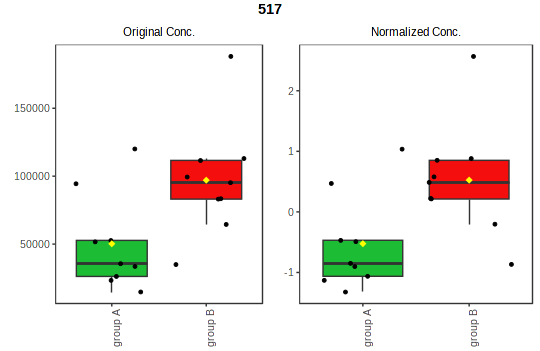 517
Original Conc.
Normalized Conc.
150000
100000
50000
2
1
0
-1
group A
group B
group A
group B